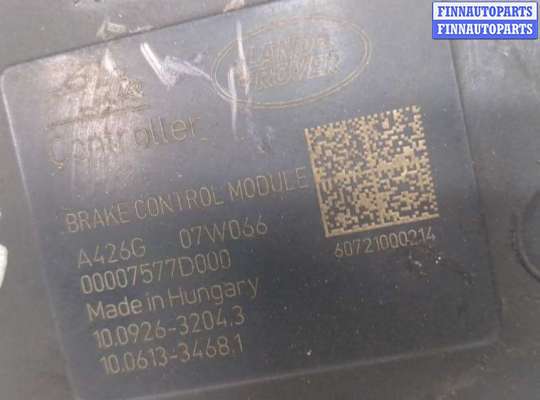 FINNAUTOPARTS
FINNAUTOPARTS
LAND
ROVER
Controller
BRAKE CONTROL MODULE
A426G 07W066
00007577D000
60721000214
Made in Hungary
10.0926-3204.3
10.0613-3468.1